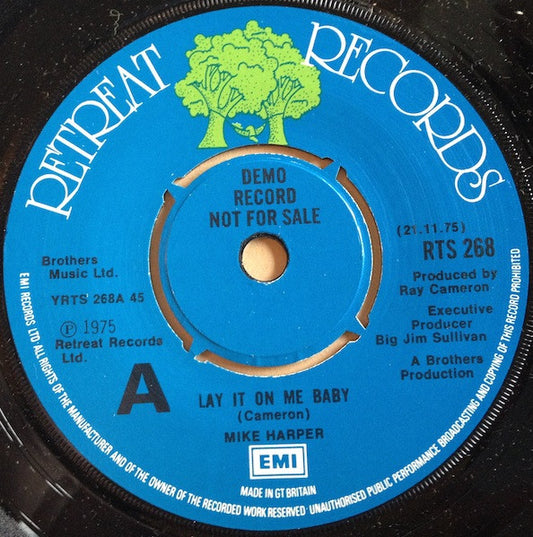 RETREAT RECORDS
DEMO
RECORD
NOT FOR SALE
(21.11.75)
RTS 268
Brothers
Music Ltd.
YRTS 268A 45
Ⓟ 1975
Retreat Records
Ltd.
Produced by
Ray Cameron
Executive
Producer
Big Jim Sullivan
A Brothers
Production
A
LAY IT ON ME BABY
(Cameron)
MIKE HARPER
EMI
MADE IN GT BRITAIN
EMI RECORDS LTD ALL RIGHTS OF THE MANUFACTURER AND OF THE OWNER OF THE RECORDED WORK RESERVED · UNAUTHORISED PUBLIC PERFORMANCE BROADCASTING AND COPYING OF THIS RECORD PROHIBITED